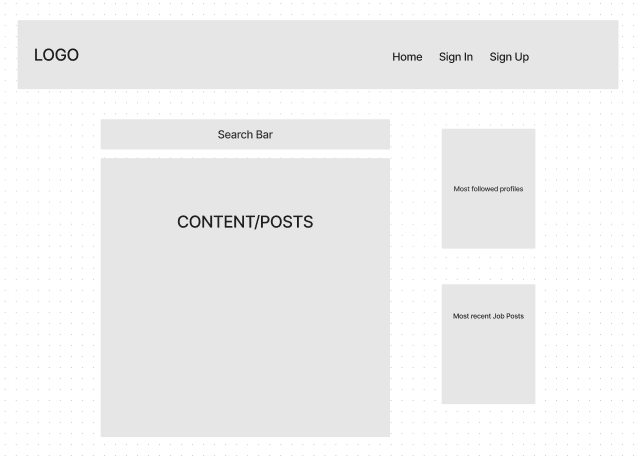 LOGO
Home Sign In Sign Up
Search Bar
CONTENT/POSTS
Most followed profiles
Most recent Job Posts